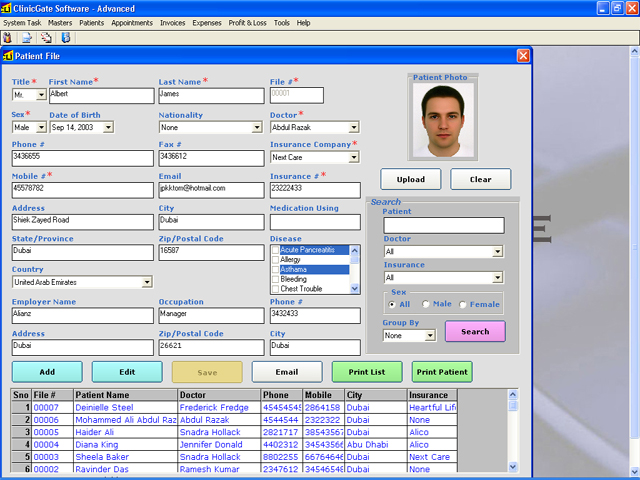 ClinicGate Software - Advanced
System Task Masters Patients Appointments Invoices Expenses Profit & Loss Tools Help
Patient File
Title * First Name * Last Name * File # *
Mr. Albert James 00001
Sex * Date of Birth Nationality Doctor *
Male Sep 14, 2003 None Abdul Razak
Phone # Fax # Insurance Company *
3436655 3436612 Next Care
Mobile # * Email Insurance # *
45578782 jpkktom@hotmail.com 23222433
Address City Medication Using
Shiek Zayed Road Dubai
State/Province Zip/Postal Code Disease
Dubai 16587 Acute Pancreatitis
Allergy
Asthama
Bleeding
Chest Trouble
Country
United Arab Emirates
Employer Name Occupation Phone #
Alianz Manager 3432433
Address Zip/Postal Code City
Dubai 26621 Dubai
Patient Photo
Upload Clear
Search
Patient
Doctor
All
Insurance
All
Sex
All Male Female
Group By
None Search
E
Add Edit Save Email Print List Print Patient
Sno File # Patient Name Doctor Phone Mobile City Insurance
1 00007 Deinielle Steel Frederick Fredge 45454545 2864158 Dubai Heartful Life
2 00006 Mohammed Ali Abdul Raz Abdul Razak 4544544 2322322 Dubai None
3 00005 Haider Ali Snadra Hollack 2821717 38543567 Dubai Alico
4 00004 Diana King Jennifer Donald 4402312 34543566 Abu Dhabi Alico
5 00003 Sheela Baker Snadra Hollack 8802255 66764646 Dubai Next Care
6 00002 Ravinder Das Ramesh Kumar 2347612 34546548 Dubai None